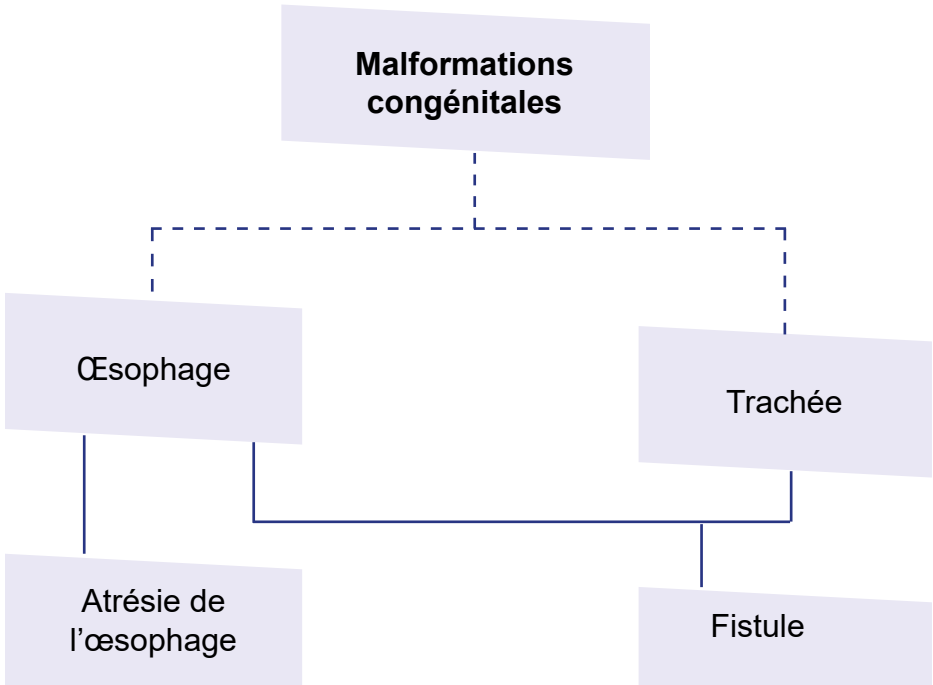 Malformations
congénitales
Œsophage
Trachée
Atrésie de
l’œsophage
Fistule